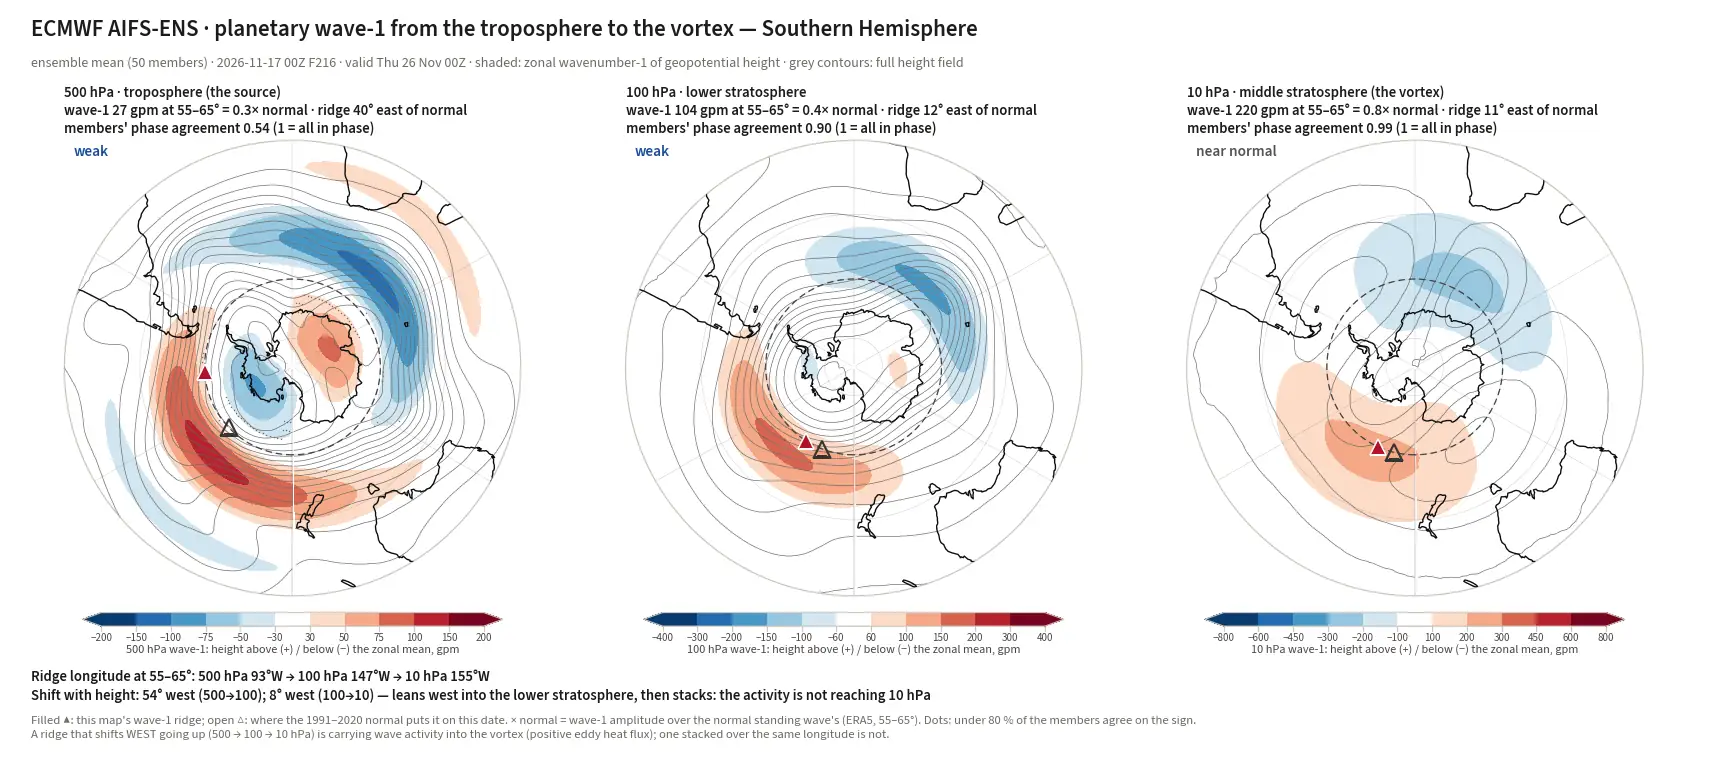 ECMWF AIFS-ENS · planetary wave-1 from the troposphere to the vortex — Southern Hemisphere
ensemble mean (50 members) · 2026-11-17 00Z F216 · valid Thu 26 Nov 00Z · shaded: zonal wavenumber-1 of geopotential height · grey contours: full height field
500 hPa · troposphere (the source)
wave-1 27 gpm at 55–65° = 0.3× normal · ridge 40° east of normal
members' phase agreement 0.54 (1 = all in phase)
weak
100 hPa · lower stratosphere
wave-1 104 gpm at 55–65° = 0.4× normal · ridge 12° east of normal
members' phase agreement 0.90 (1 = all in phase)
weak
10 hPa · middle stratosphere (the vortex)
wave-1 220 gpm at 55–65° = 0.8× normal · ridge 11° east of normal
members' phase agreement 0.99 (1 = all in phase)
near normal
−200 −150 −100 −75 −50 −30 30 50 75 100 150 200
500 hPa wave-1: height above (+) / below (−) the zonal mean, gpm
−400 −300 −200 −150 −100 −60 60 100 150 200 300 400
100 hPa wave-1: height above (+) / below (−) the zonal mean, gpm
−800 −600 −450 −300 −200 −100 100 200 300 450 600 800
10 hPa wave-1: height above (+) / below (−) the zonal mean, gpm
Ridge longitude at 55–65°: 500 hPa 93°W → 100 hPa 147°W → 10 hPa 155°W
Shift with height: 54° west (500→100); 8° west (100→10) — leans west into the lower stratosphere, then stacks: the activity is not reaching 10 hPa
Filled ▲: this map's wave-1 ridge; open △: where the 1991–2020 normal puts it on this date. × normal = wave-1 amplitude over the normal standing wave's (ERA5, 55–65°). Dots: under 80 % of the members agree on the sign.
A ridge that shifts WEST going up (500 → 100 → 10 hPa) is carrying wave activity into the vortex (positive eddy heat flux); one stacked over the same longitude is not.